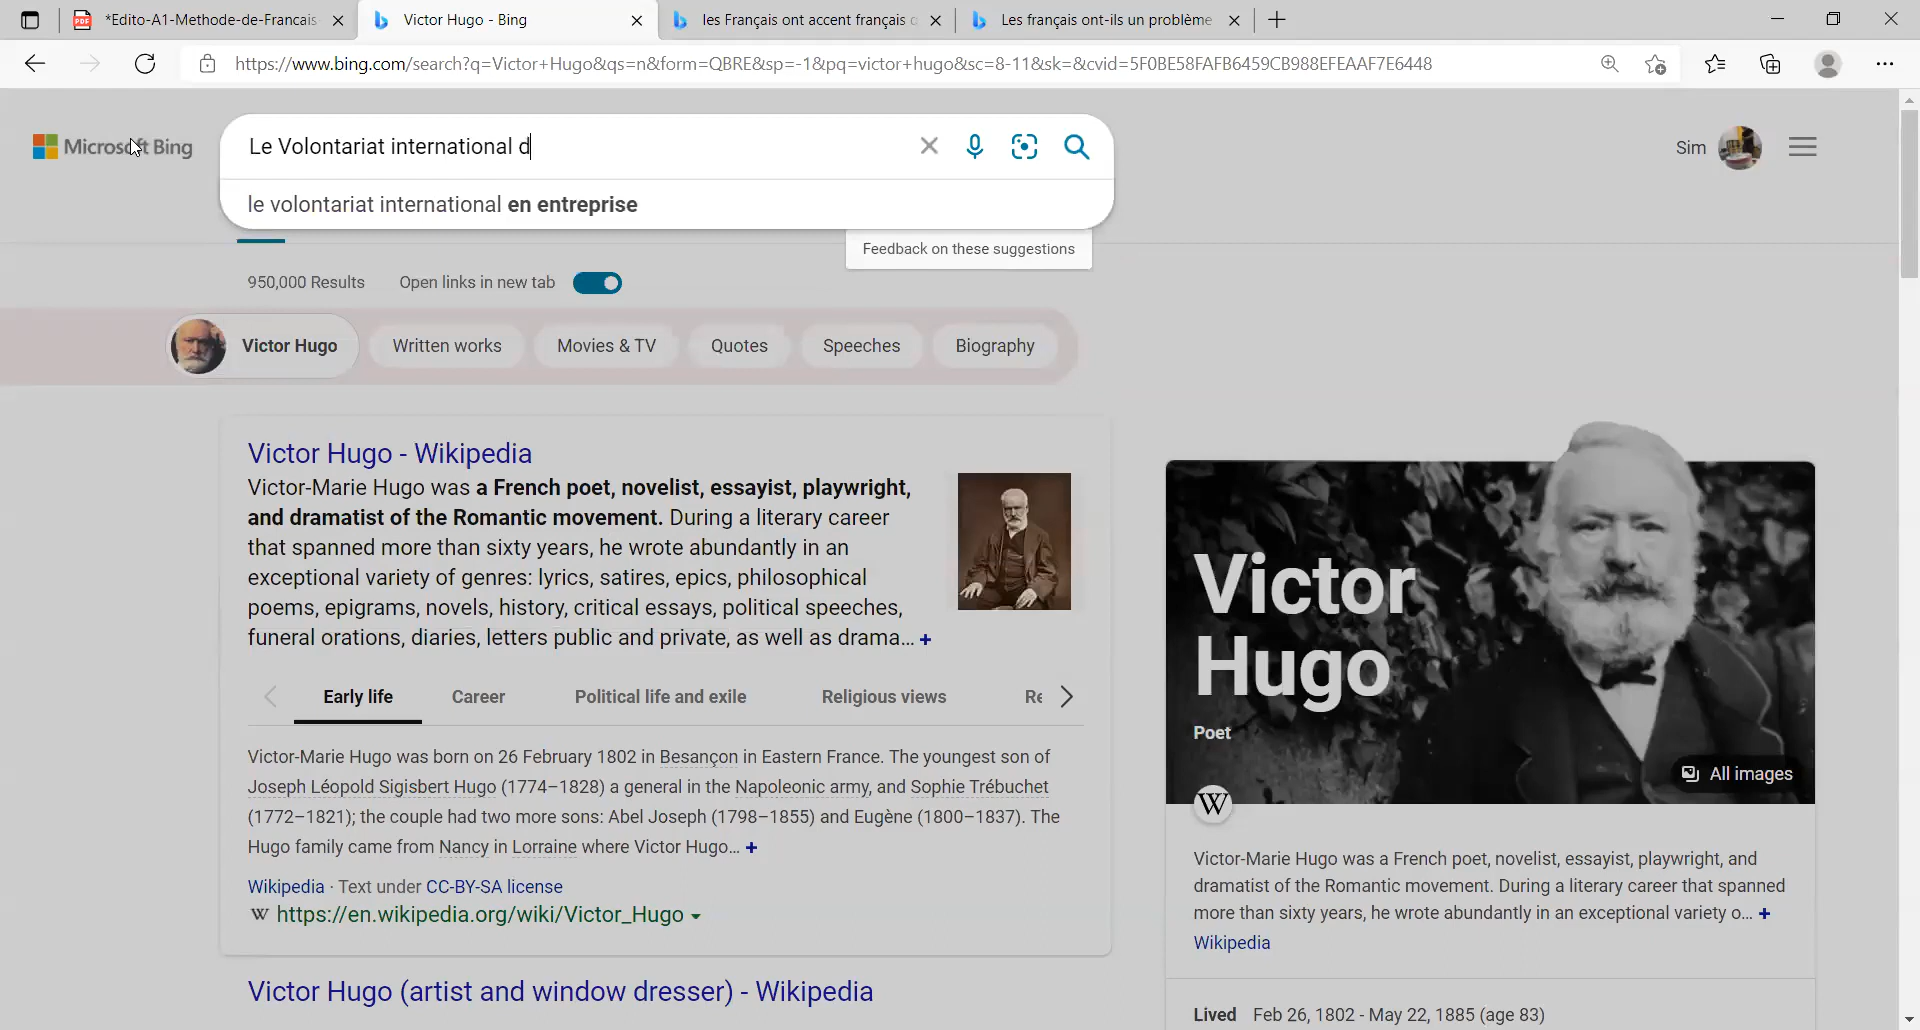 *Edito-A1-Methode-de-Francais
Victor Hugo - Bing
les Français ont accent français
Les français ont-ils un problème
https://www.bing.com/search?q=Victor+Hugo&qs=n&form=QBRE&sp=-1&pq=victor+hugo&sc=8-11&sk=&cvid=5F0BE58FAFB6459CB988EFEAAF7E6448
Microsoft Bing
Le Volontariat international d
Sim
le volontariat international en entreprise
Feedback on these suggestions
950,000 Results
Open links in new tab
Victor Hugo
Written works
Movies & TV
Quotes
Speeches
Biography
Victor Hugo - Wikipedia
Victor-Marie Hugo was a French poet, novelist, essayist, playwright,
and dramatist of the Romantic movement. During a literary career
that spanned more than sixty years, he wrote abundantly in an
exceptional variety of genres: lyrics, satires, epics, philosophical
poems, epigrams, novels, history, critical essays, political speeches,
funeral orations, diaries, letters public and private, as well as drama... +
Early life
Career
Political life and exile
Religious views
Re
Victor-Marie Hugo was born on 26 February 1802 in Besançon in Eastern France. The youngest son of
Joseph Léopold Sigisbert Hugo (1774–1828) a general in the Napoleonic army, and Sophie Trébuchet
(1772–1821); the couple had two more sons: Abel Joseph (1798–1855) and Eugène (1800–1837). The
Hugo family came from Nancy in Lorraine where Victor Hugo... +
Wikipedia · Text under CC-BY-SA license
W https://en.wikipedia.org/wiki/Victor_Hugo
Victor Hugo (artist and window dresser) - Wikipedia
Victor
Hugo
Poet
All images
W
Victor-Marie Hugo was a French poet, novelist, essayist, playwright, and
dramatist of the Romantic movement. During a literary career that spanned
more than sixty years, he wrote abundantly in an exceptional variety o... +
Wikipedia
Lived Feb 26, 1802 - May 22, 1885 (age 83)